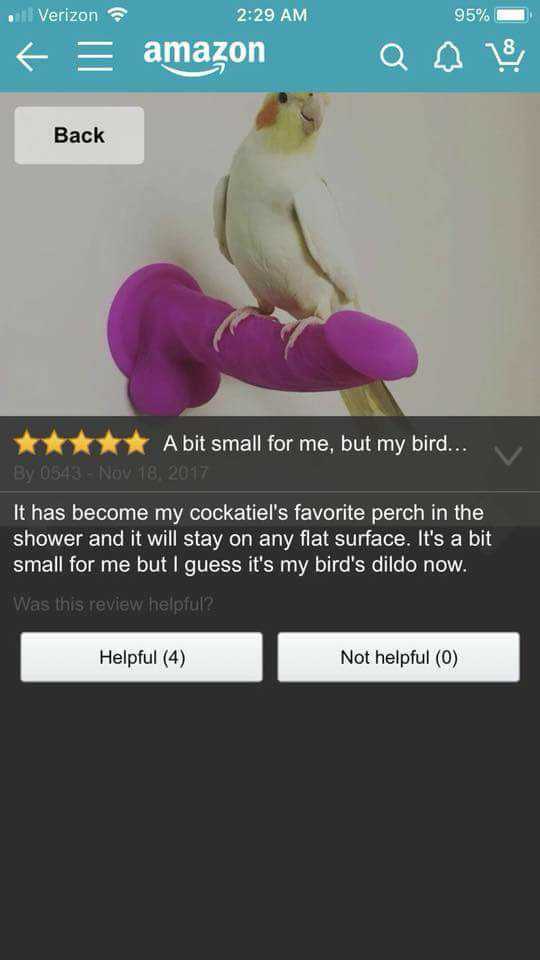 Verizon 2:29 AM 95%
amazon 8
Back
A bit small for me, but my bird...
By 0543 - Nov 18, 2017
It has become my cockatiel's favorite perch in the
shower and it will stay on any flat surface. It's a bit
small for me but I guess it's my bird's dildo now.
Was this review helpful?
Helpful (4) Not helpful (0)